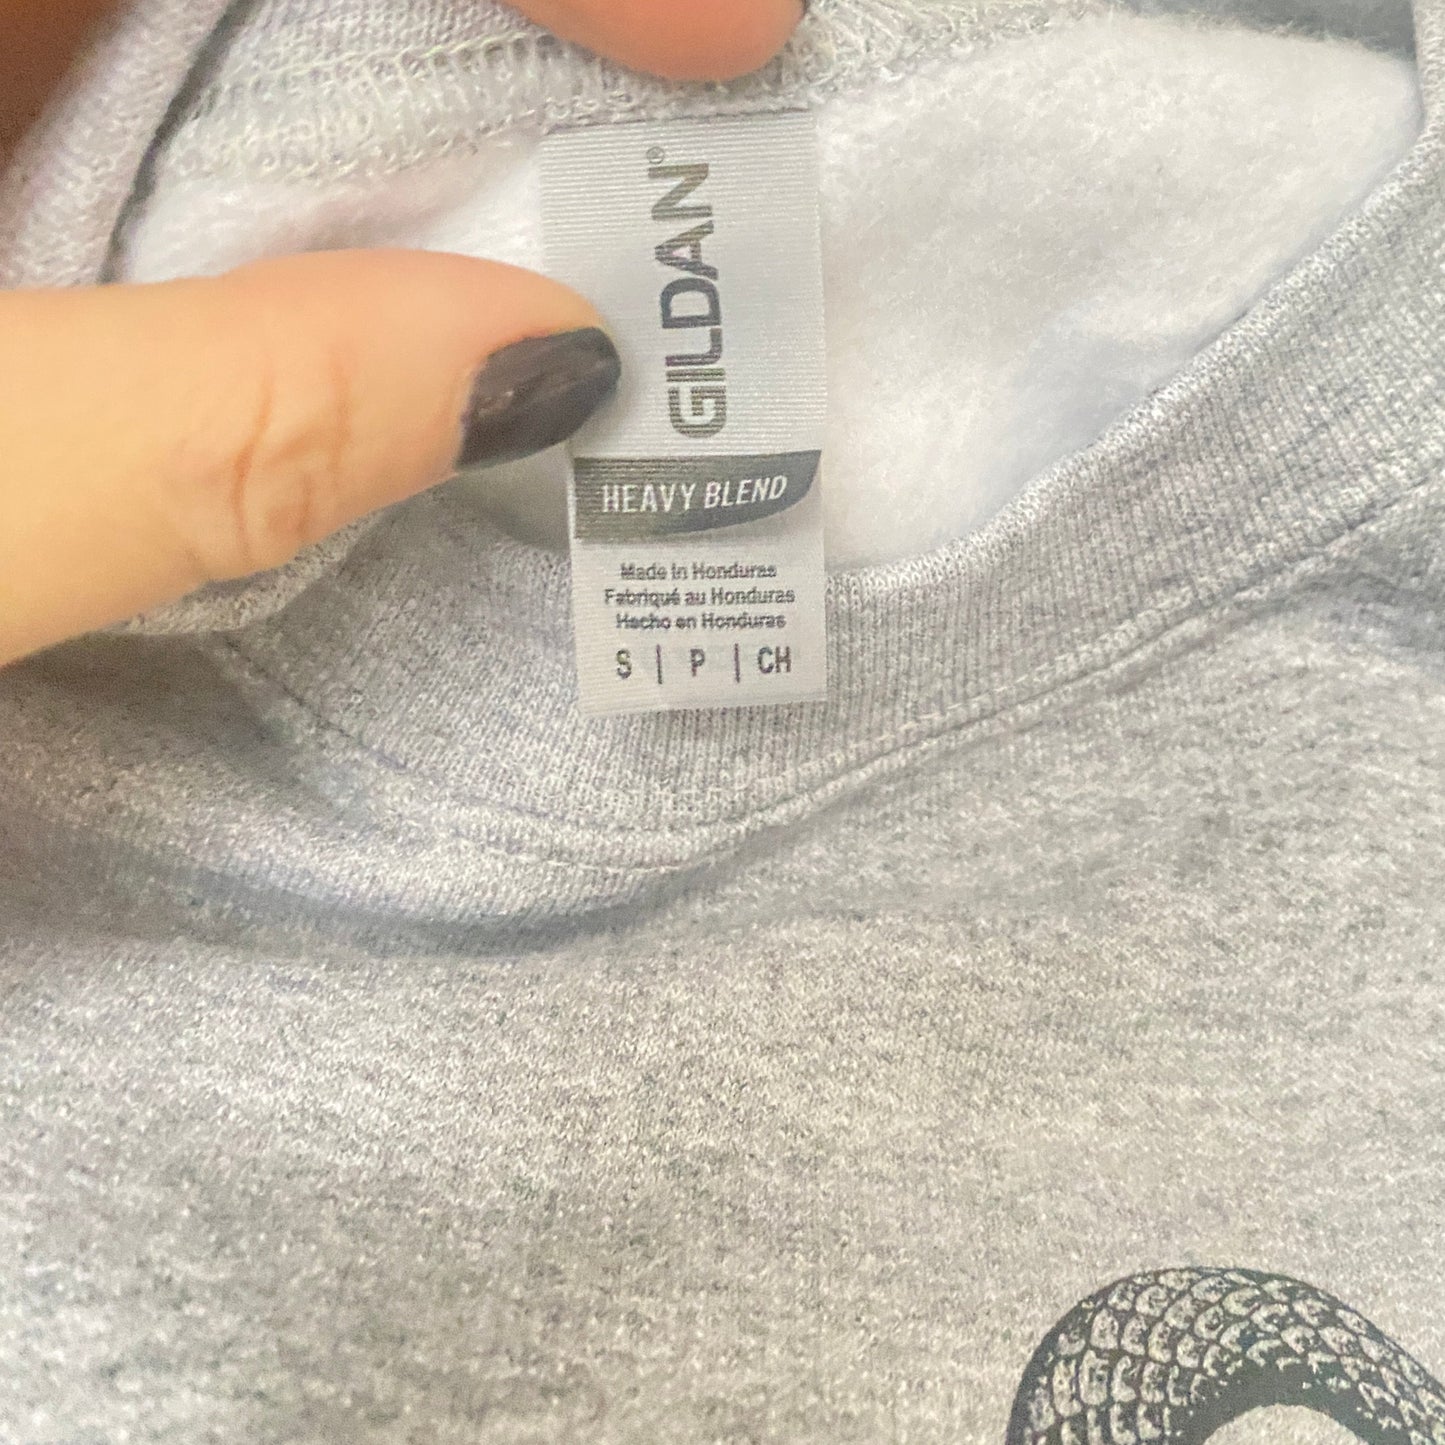 GILDAN®
HEAVY BLEND
Made in Honduras
Fabriqué au Honduras
Hecho en Honduras
S | P | CH